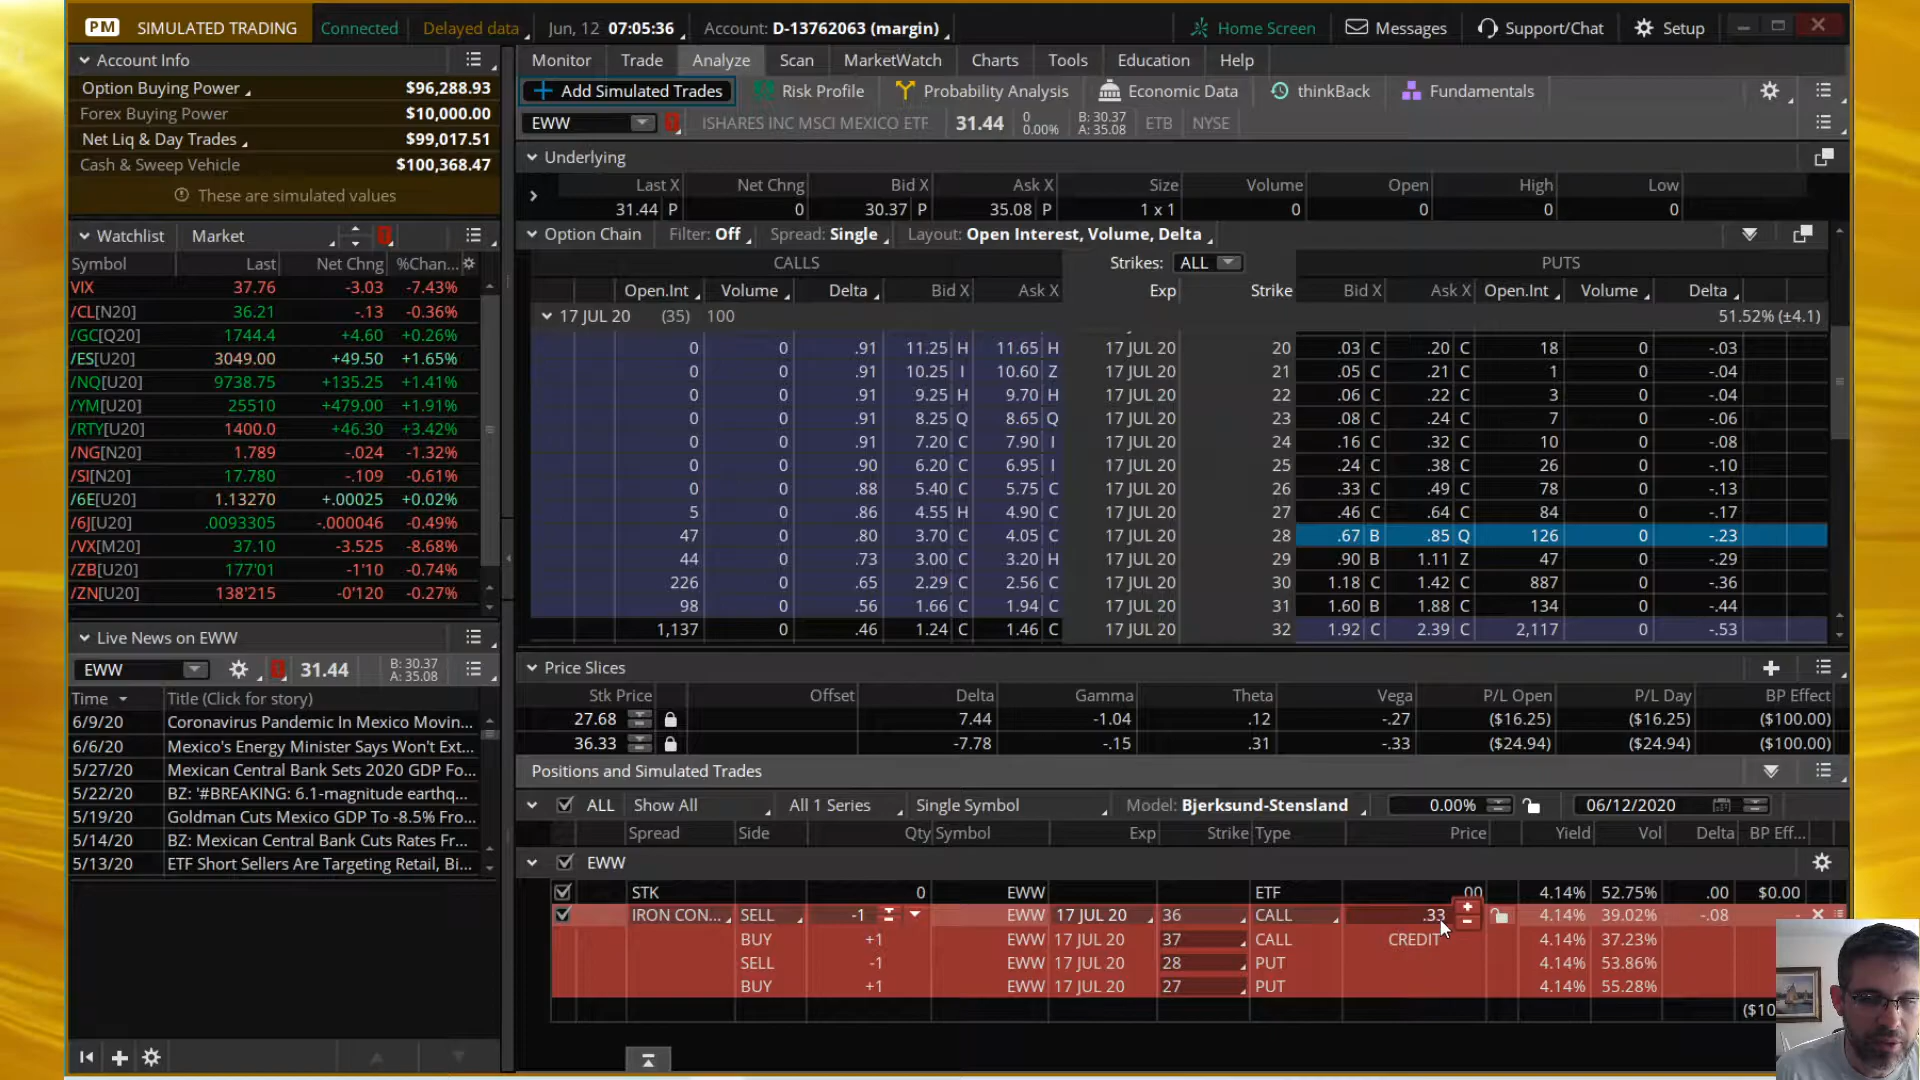 PM SIMULATED TRADING Connected Delayed data Jun, 12 07:05:36 Account: D-13762063 (margin) Home Screen Messages Support/Chat Setup
Account Info
Option Buying Power $96,288.93
Forex Buying Power $10,000.00
Net Liq & Day Trades $99,017.51
Cash & Sweep Vehicle $100,368.47
These are simulated values
Watchlist Market
Symbol Last Net Chng %Chan...
VIX 37.76 -3.03 -7.43%
/CL[N20] 36.21 -.13 -0.36%
/GC[Q20] 1744.4 +4.60 +0.26%
/ES[U20] 3049.00 +49.50 +1.65%
/NQ[U20] 9738.75 +135.25 +1.41%
/YM[U20] 25510 +479.00 +1.91%
/RTY[U20] 1400.0 +46.30 +3.42%
/NG[N20] 1.789 -.024 -1.32%
/SI[N20] 17.780 -.109 -0.61%
/6E[U20] 1.13270 +.00025 +0.02%
/6J[U20] .0093305 -.000046 -0.49%
/VX[M20] 37.10 -3.525 -8.68%
/ZB[U20] 177'01 -1'10 -0.74%
/ZN[U20] 138'215 -0'120 -0.27%
Live News on EWW
EWW 31.44 B: 30.37
A: 35.08
Time Title (Click for story)
6/9/20 Coronavirus Pandemic In Mexico Movin...
6/6/20 Mexico's Energy Minister Says Won't Ext...
5/27/20 Mexican Central Bank Sets 2020 GDP Fo...
5/22/20 BZ: '#BREAKING: 6.1-magnitude earthq...
5/19/20 Goldman Cuts Mexico GDP To -8.5% Fro...
5/14/20 BZ: Mexican Central Bank Cuts Rates Fr...
5/13/20 ETF Short Sellers Are Targeting Retail, Bi...
Monitor Trade Analyze Scan MarketWatch Charts Tools Education Help
Add Simulated Trades Risk Profile Probability Analysis Economic Data thinkBack Fundamentals
EWW ISHARES INC MSCI MEXICO ETF 31.44 0 B: 30.37 ETB NYSE
0.00% A: 35.08
Underlying
Last X Net Chng Bid X Ask X Size Volume Open High Low
31.44 P 0 30.37 P 35.08 P 1 x 1 0 0 0 0
Option Chain Filter: Off Spread: Single Layout: Open Interest, Volume, Delta
CALLS Strikes: ALL PUTS
Open.Int Volume Delta Bid X Ask X Exp Strike Bid X Ask X Open.Int Volume Delta
17 JUL 20 (35) 100 51.52% (±4.1)
0 0 .91 11.25 H 11.65 H 17 JUL 20 20 .03 C .20 C 18 0 -.03
0 0 .91 10.25 I 10.60 Z 17 JUL 20 21 .05 C .21 C 1 0 -.04
0 0 .91 9.25 H 9.70 H 17 JUL 20 22 .06 C .22 C 3 0 -.04
0 0 .91 8.25 Q 8.65 Q 17 JUL 20 23 .08 C .24 C 7 0 -.06
0 0 .91 7.20 C 7.90 I 17 JUL 20 24 .16 C .32 C 10 0 -.08
0 0 .90 6.20 C 6.95 I 17 JUL 20 25 .24 C .38 C 26 0 -.10
0 0 .88 5.40 C 5.75 C 17 JUL 20 26 .33 C .49 C 78 0 -.13
5 0 .86 4.55 H 4.90 C 17 JUL 20 27 .46 C .64 C 84 0 -.17
47 0 .80 3.70 C 4.05 C 17 JUL 20 28 .67 B .85 Q 126 0 -.23
44 0 .73 3.00 C 3.20 H 17 JUL 20 29 .90 B 1.11 Z 47 0 -.29
226 0 .65 2.29 C 2.56 C 17 JUL 20 30 1.18 C 1.42 C 887 0 -.36
98 0 .56 1.66 C 1.94 C 17 JUL 20 31 1.60 B 1.88 C 134 0 -.44
1,137 0 .46 1.24 C 1.46 C 17 JUL 20 32 1.92 C 2.39 C 2,117 0 -.53
Price Slices
Stk Price Offset Delta Gamma Theta Vega P/L Open P/L Day BP Effect
27.68 7.44 -1.04 .12 -.27 ($16.25) ($16.25) ($100.00)
36.33 -7.78 -.15 .31 -.33 ($24.94) ($24.94) ($100.00)
Positions and Simulated Trades
ALL Show All All 1 Series Single Symbol Model: Bjerksund-Stensland 0.00% 06/12/2020
Spread Side Qty Symbol Exp Strike Type Price Yield Vol Delta BP Eff...
EWW
STK 0 EWW ETF 00 4.14% 52.75% .00 $0.00
IRON CON... SELL -1 EWW 17 JUL 20 36 CALL .33 4.14% 39.02% -.08 -
BUY +1 EWW 17 JUL 20 37 CALL CREDIT 4.14% 37.23%
SELL -1 EWW 17 JUL 20 28 PUT 4.14% 53.86%
BUY +1 EWW 17 JUL 20 27 PUT 4.14% 55.28%
($10